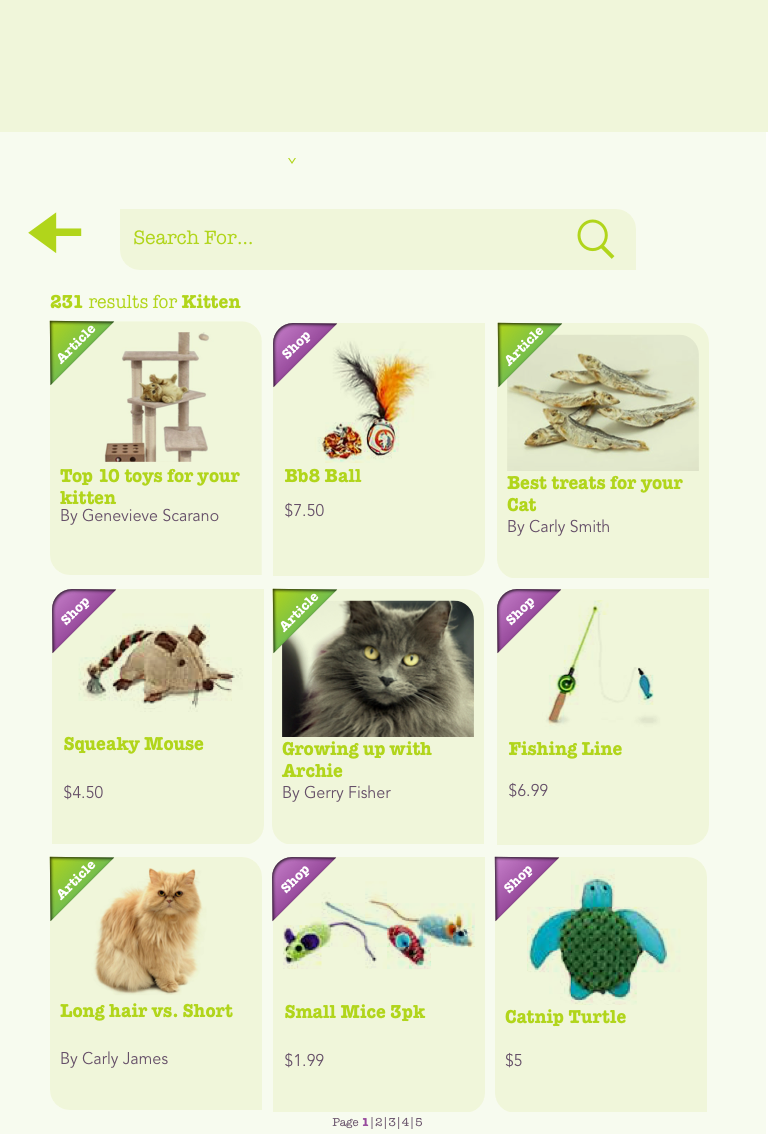 Search For...
231 results for Kitten
Article
Top 10 toys for your
kitten
By Genevieve Scarano
Shop
Bb8 Ball
$7.50
Article
Best treats for your
Cat
By Carly Smith
Shop
Squeaky Mouse
$4.50
Article
Growing up with
Archie
By Gerry Fisher
Shop
Fishing Line
$6.99
Article
Long hair vs. Short
By Carly James
Shop
Small Mice 3pk
$1.99
Shop
Catnip Turtle
$5
Page 1|2|3|4|5